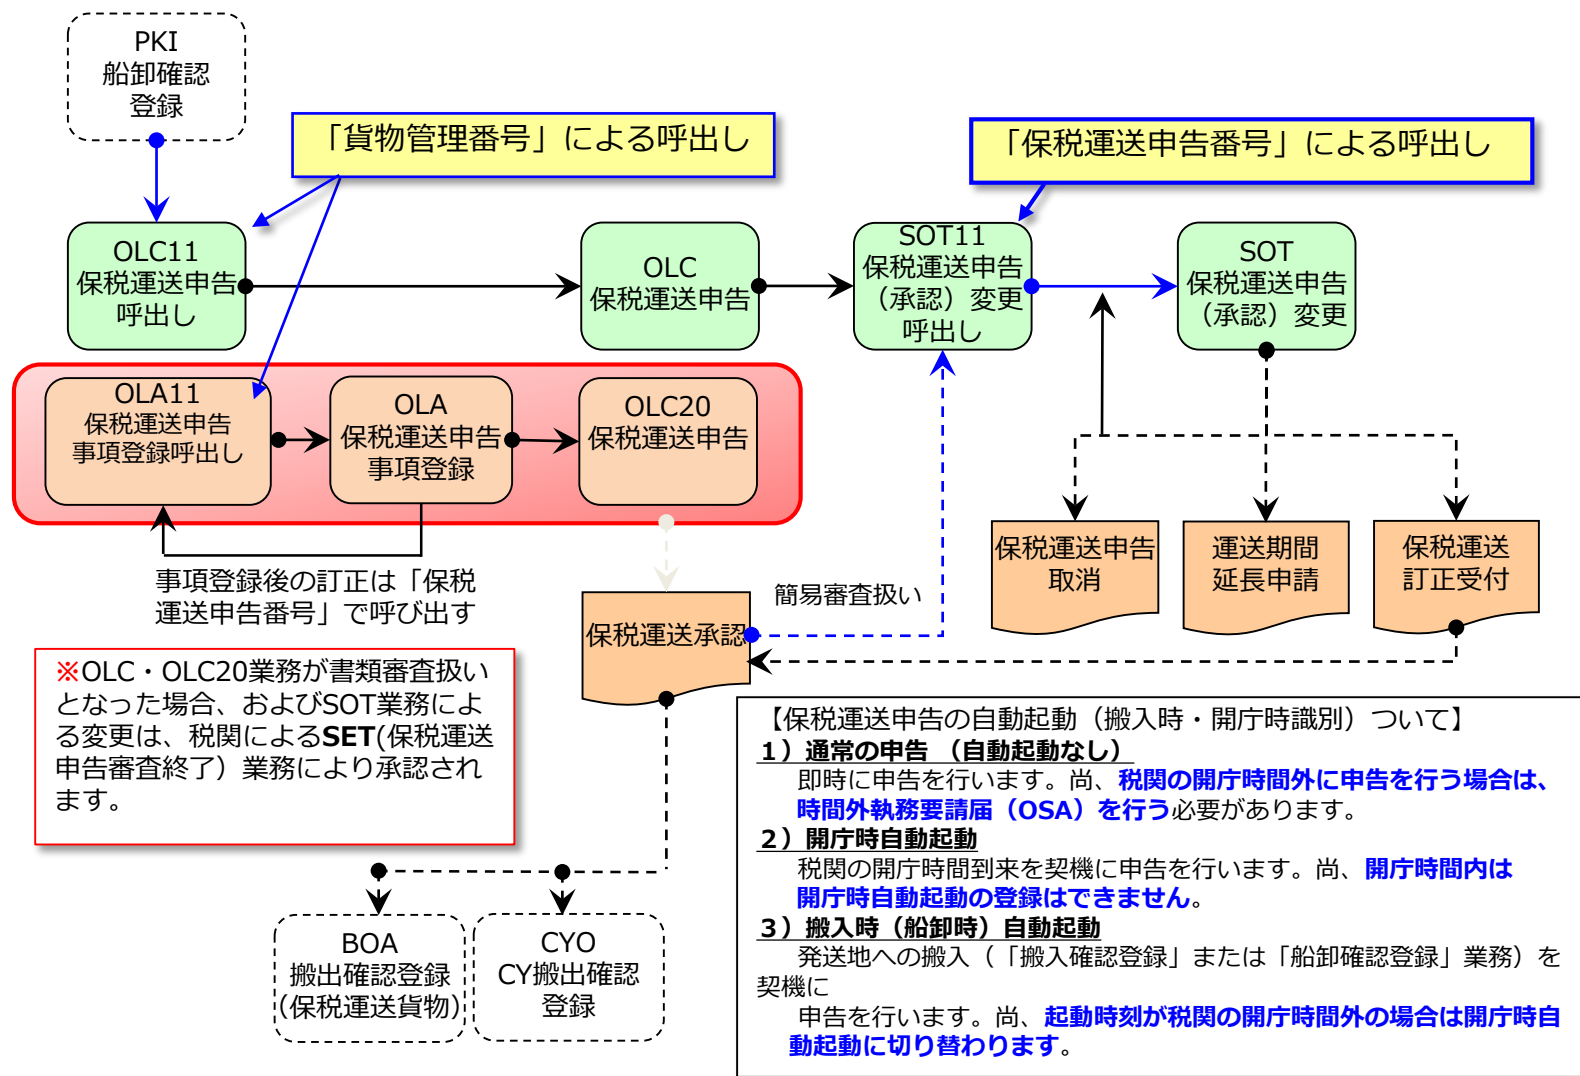 PKI
船卸確認
登録
「貨物管理番号」による呼出し
「保税運送申告番号」による呼出し
OLC11
保税運送申告
呼出し
OLC
保税運送申告
SOT11
保税運送申告
（承認）変更
呼出し
SOT
保税運送申告
（承認）変更
OLA11
保税運送申告
事項登録呼出し
OLA
保税運送申告
事項登録
OLC20
保税運送申告
事項登録後の訂正は「保税
運送申告番号」で呼び出す
保税運送申告
取消
運送期間
延長申請
保税運送
訂正受付
簡易審査扱い
保税運送承認
※OLC・OLC20業務が書類審査扱い
となった場合、およびSOT業務によ
る変更は、税関によるSET(保税運送
申告審査終了）業務により承認され
ます。
【保税運送申告の自動起動（搬入時・開庁時識別）ついて】
１）通常の申告 （自動起動なし）
即時に申告を行います。尚、税関の開庁時間外に申告を行う場合は、
時間外執務要請届（OSA）を行う必要があります。
２）開庁時自動起動
税関の開庁時間到来を契機に申告を行います。尚、開庁時間内は
開庁時自動起動の登録はできません。
３）搬入時（船卸時）自動起動
発送地への搬入（「搬入確認登録」または「船卸確認登録」業務）を
契機に
申告を行います。尚、起動時刻が税関の開庁時間外の場合は開庁時自
動起動に切り替わります。
BOA
搬出確認登録
(保税運送貨物)
CYO
CY搬出確認
登録